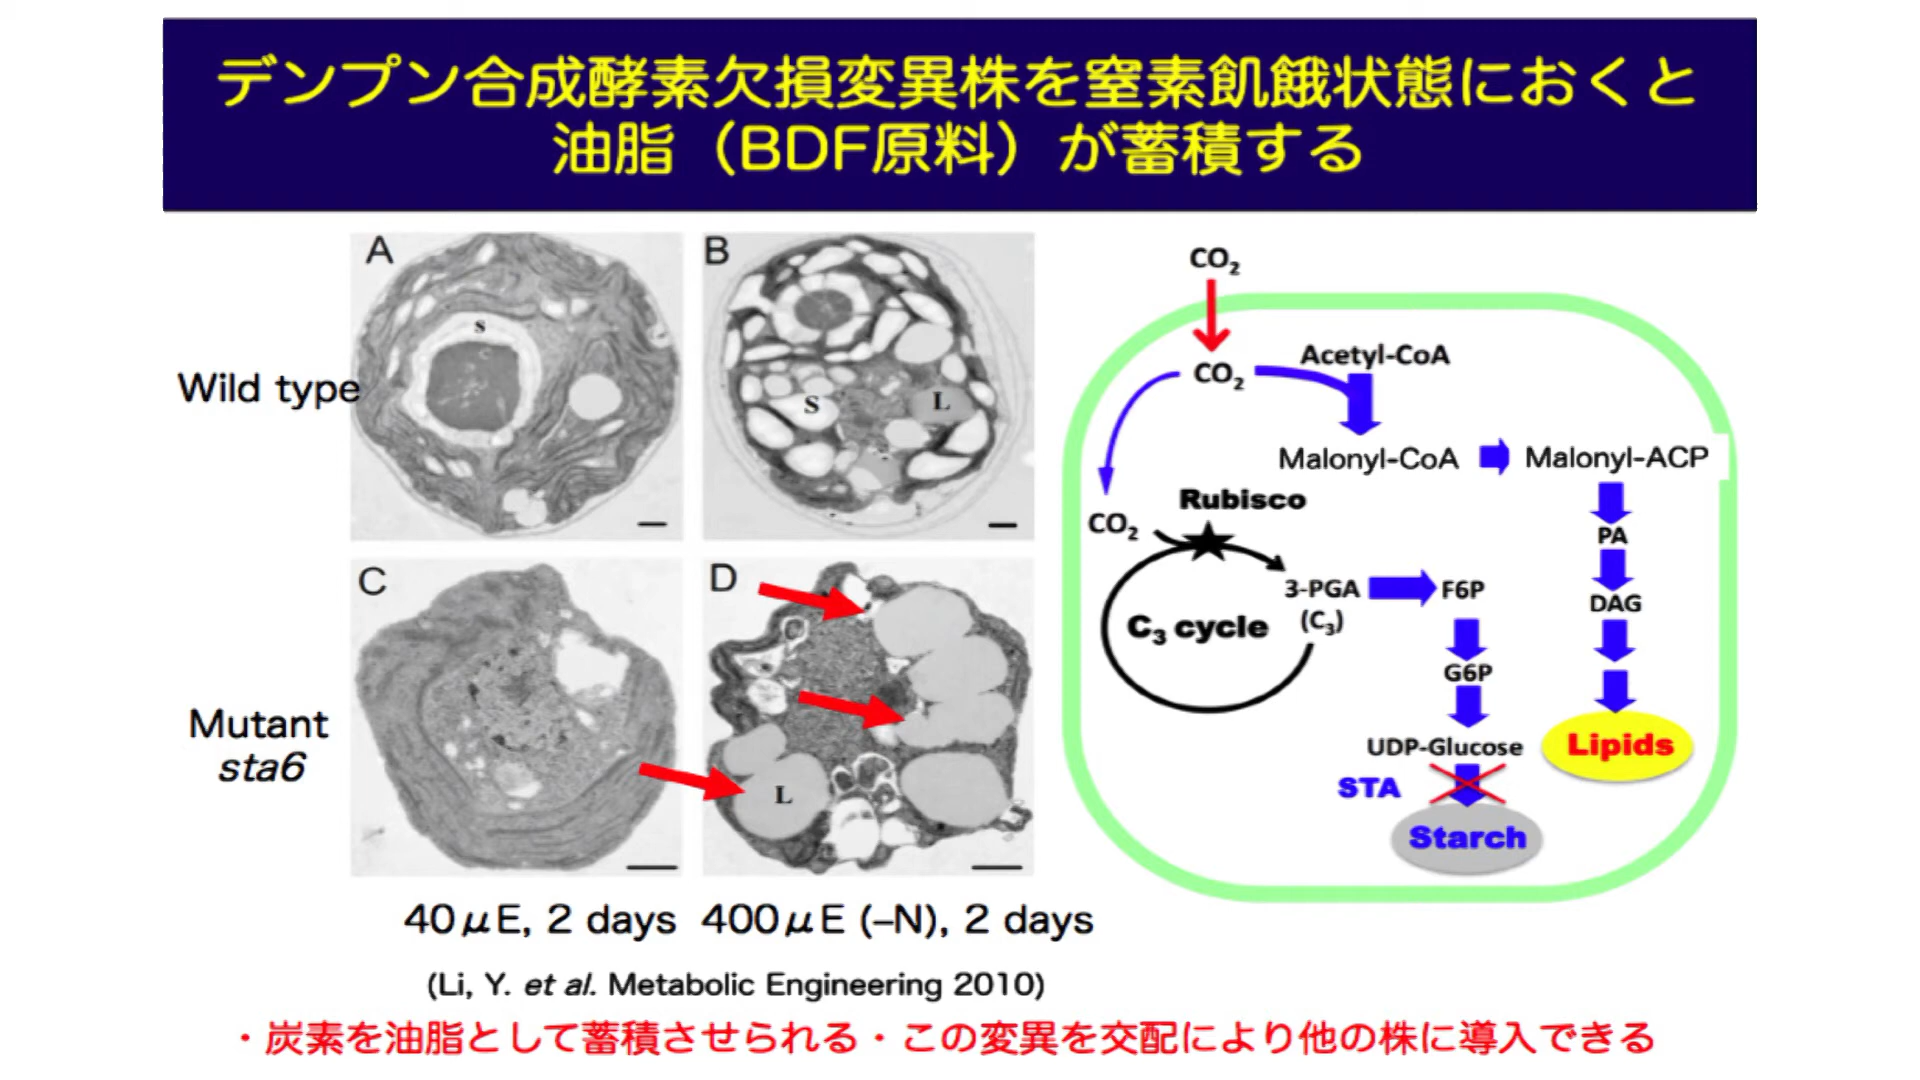 デンプン合成酵素欠損変異株を窒素飢餓状態におくと
油脂（BDF原料）が蓄積する
A
B
s
c
S
L
Wild type
C
D
L
Mutant
sta6
40μE, 2 days
400μE (–N), 2 days
(Li, Y. et al. Metabolic Engineering 2010)
CO₂
CO₂
Acetyl-CoA
Malonyl-CoA
Malonyl-ACP
Rubisco
CO₂
PA
3-PGA
(C₃)
F6P
DAG
C₃ cycle
G6P
UDP-Glucose
Lipids
STA
Starch
・炭素を油脂として蓄積させられる・この変異を交配により他の株に導入できる